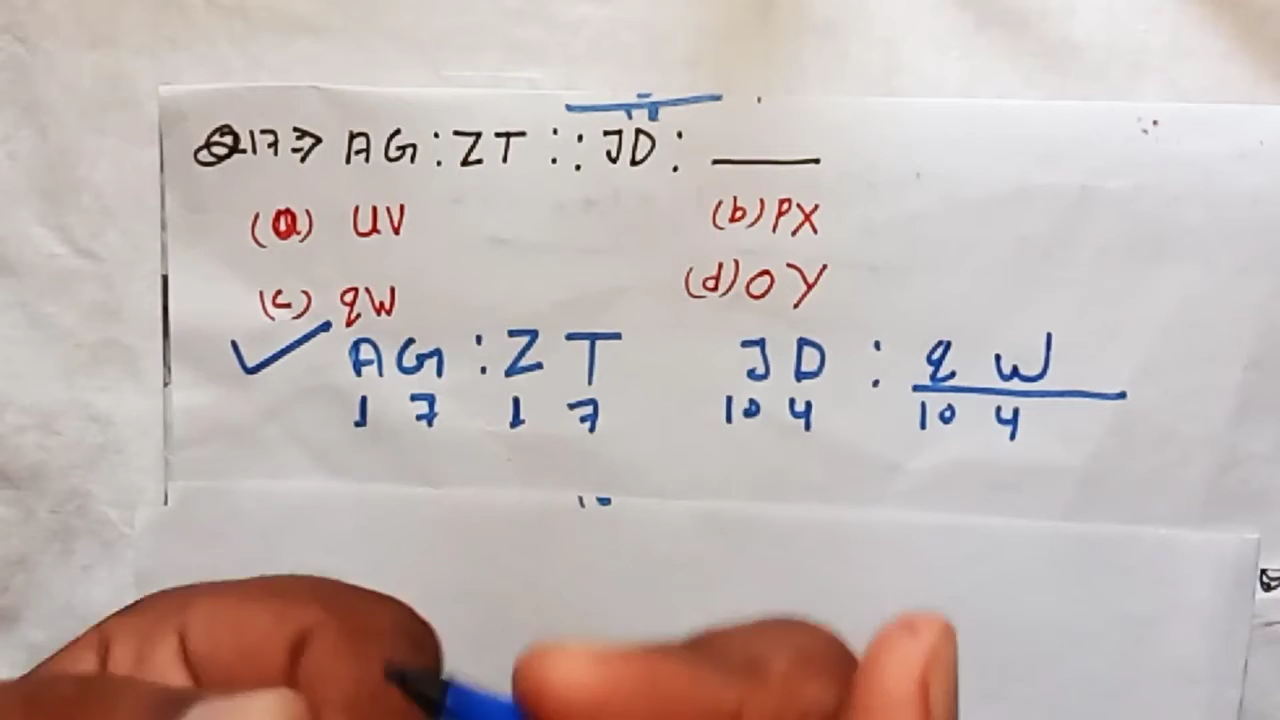 Q17⇒ AG:ZT::JD: ____
(a) UV (b) PX
(c) qW (d) OY
✓ AG:ZT JD:qW
1 7 1 7 10 4 10 4